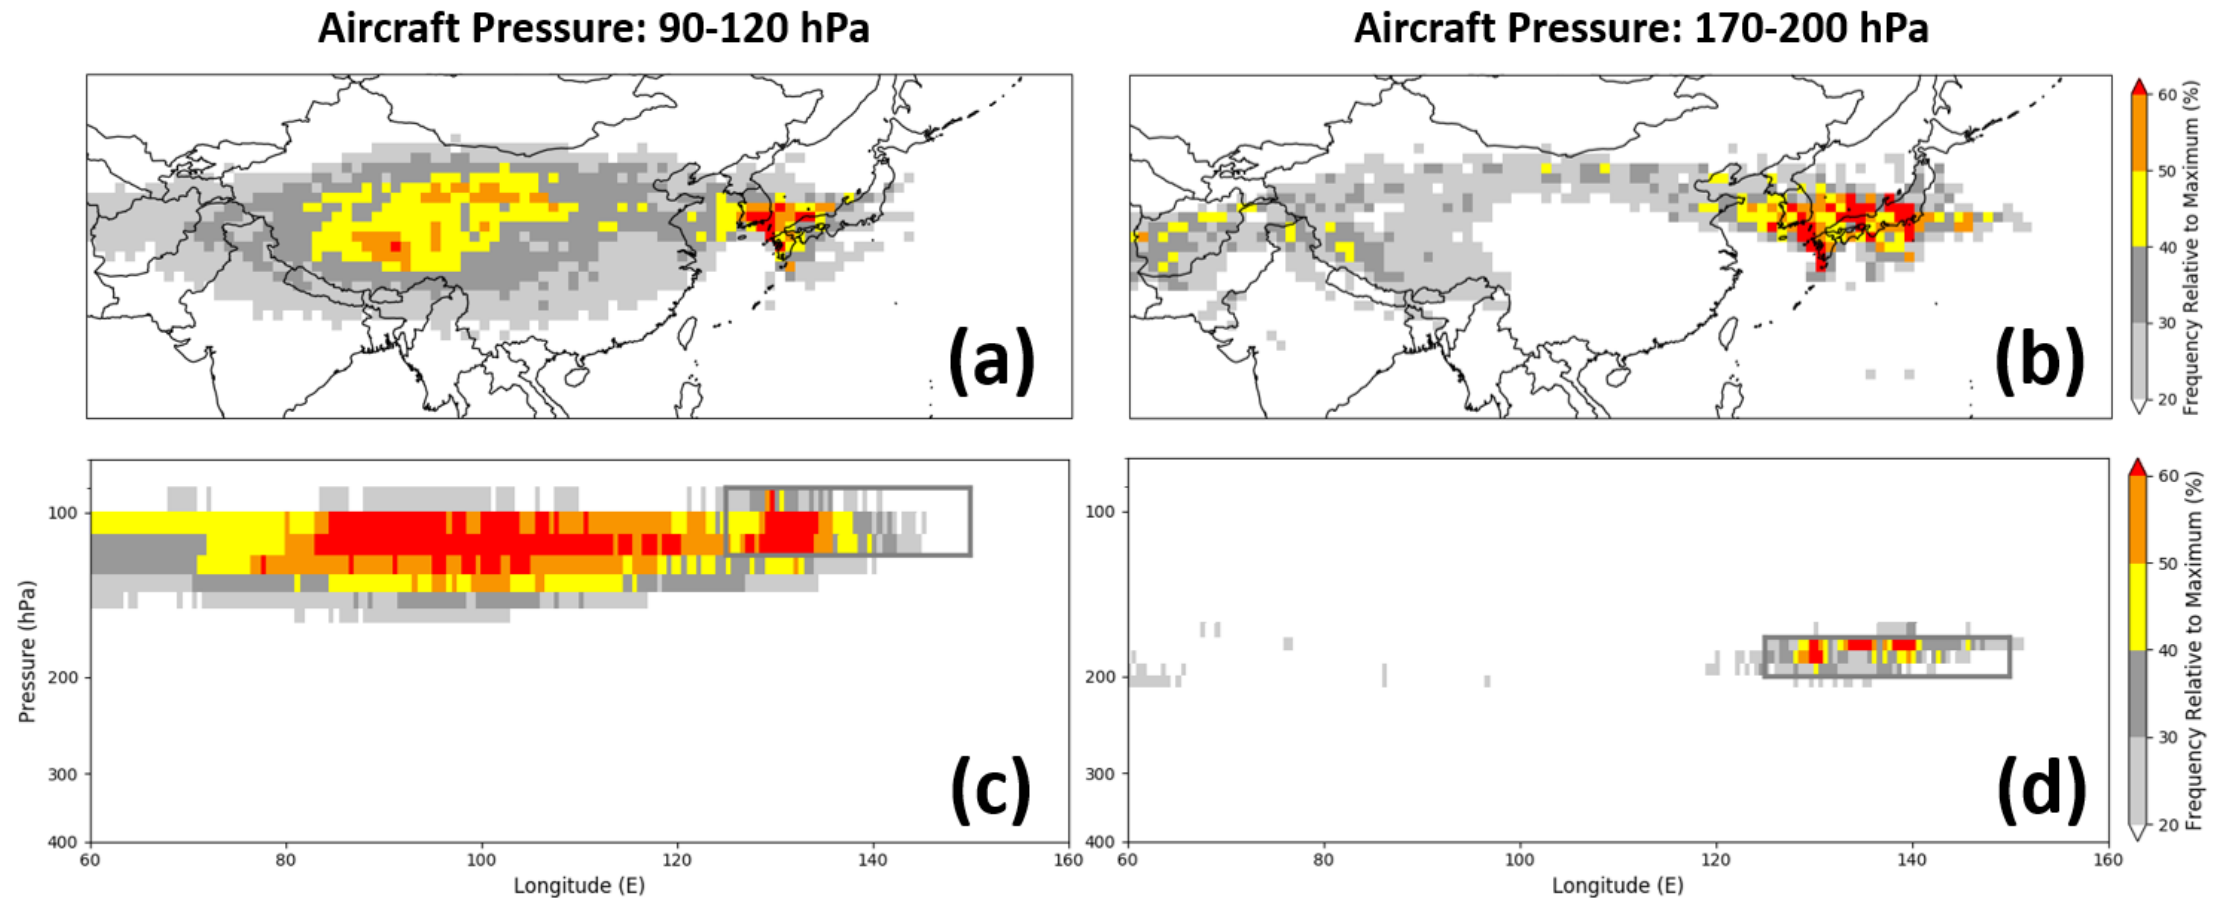 Aircraft Pressure: 90-120 hPa
Aircraft Pressure: 170-200 hPa
(a)
(b)
60
50
40
30
20
Frequency Relative to Maximum (%)
Pressure (hPa)
100
200
300
400
60
80
100
120
140
160
Longitude (E)
(c)
100
200
300
400
60
80
100
120
140
160
Longitude (E)
(d)
60
50
40
30
20
Frequency Relative to Maximum (%)